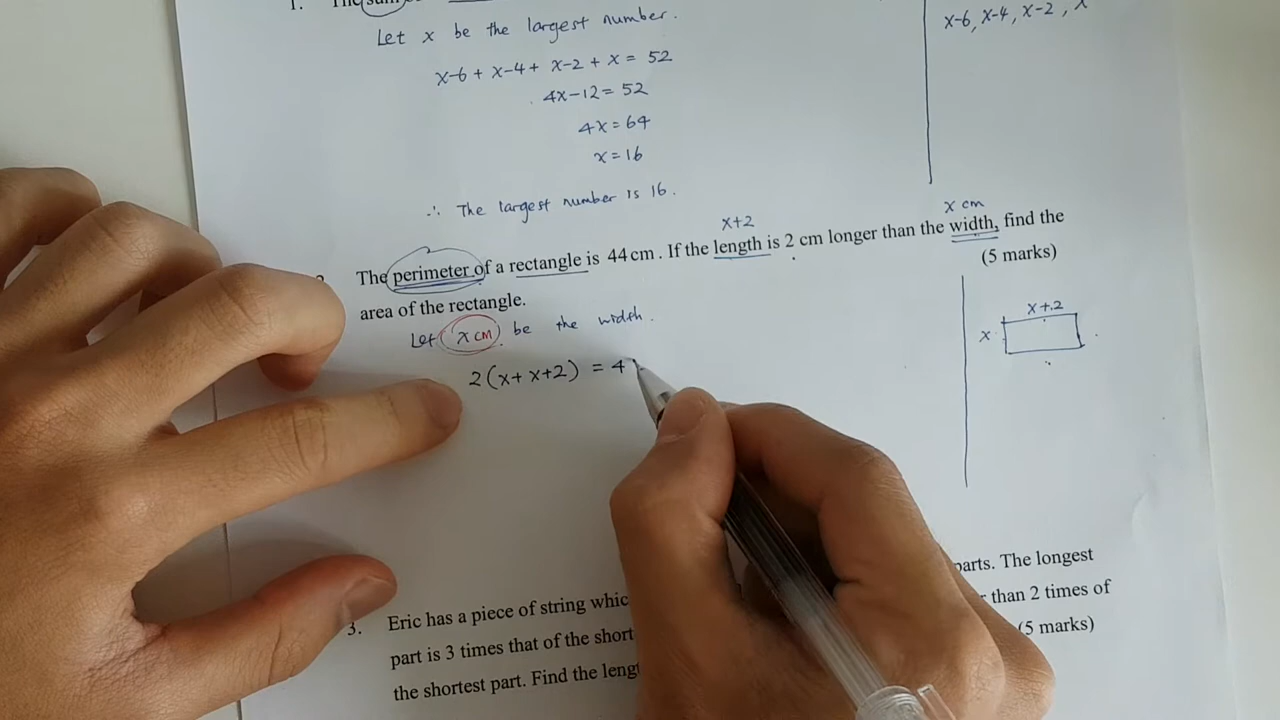 1.
Let x be the largest number.
x-6 + x-4 + x-2 + x = 52
4x-12 = 52
4x = 64
x = 16
∴ The largest number is 16.
x-6, x-4, x-2, x
x+2
x cm
The perimeter of a rectangle is 44 cm. If the length is 2 cm longer than the width, find the
area of the rectangle.
(5 marks)
Let x cm be the width.
2(x+x+2) = 4
x+2
x
3. Eric has a piece of string parts. The longest
part is 3 times that of the than 2 times of
the shortest part. Find the (5 marks)